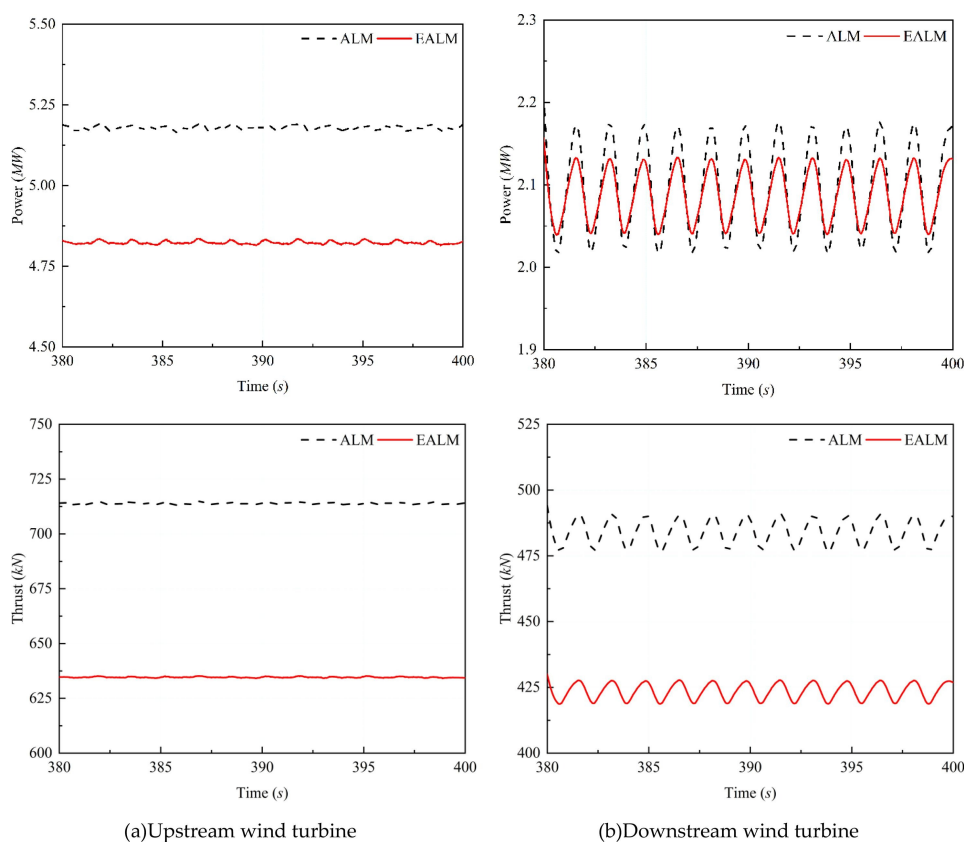 ALM EALM
5.50
5.25
5.00
4.75
4.50
Power (MW)
380 385 390 395 400
Time (s)
ALM EALM
2.3
2.2
2.1
2.0
1.9
Power (MW)
380 385 390 395 400
Time (s)
ALM EALM
750
725
700
675
650
625
600
Thrust (kN)
380 385 390 395 400
Time (s)
(a)Upstream wind turbine
ALM EALM
525
500
475
450
425
400
Thrust (kN)
380 385 390 395 400
Time (s)
(b)Downstream wind turbine